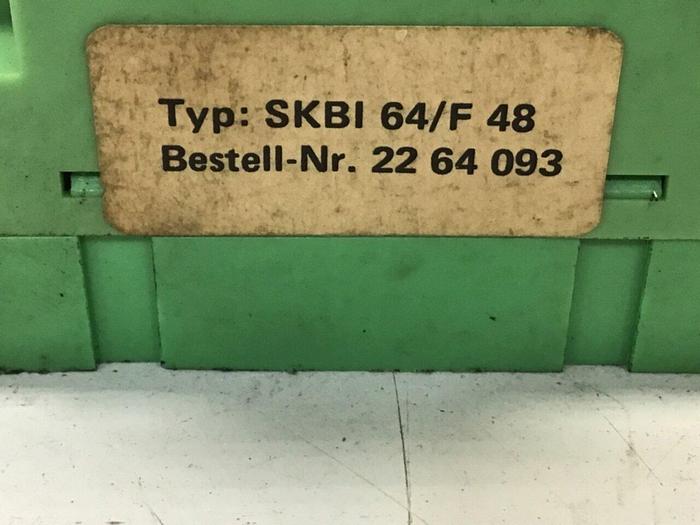 Typ: SKBI 64/F 48
Bestell-Nr. 22 64 093